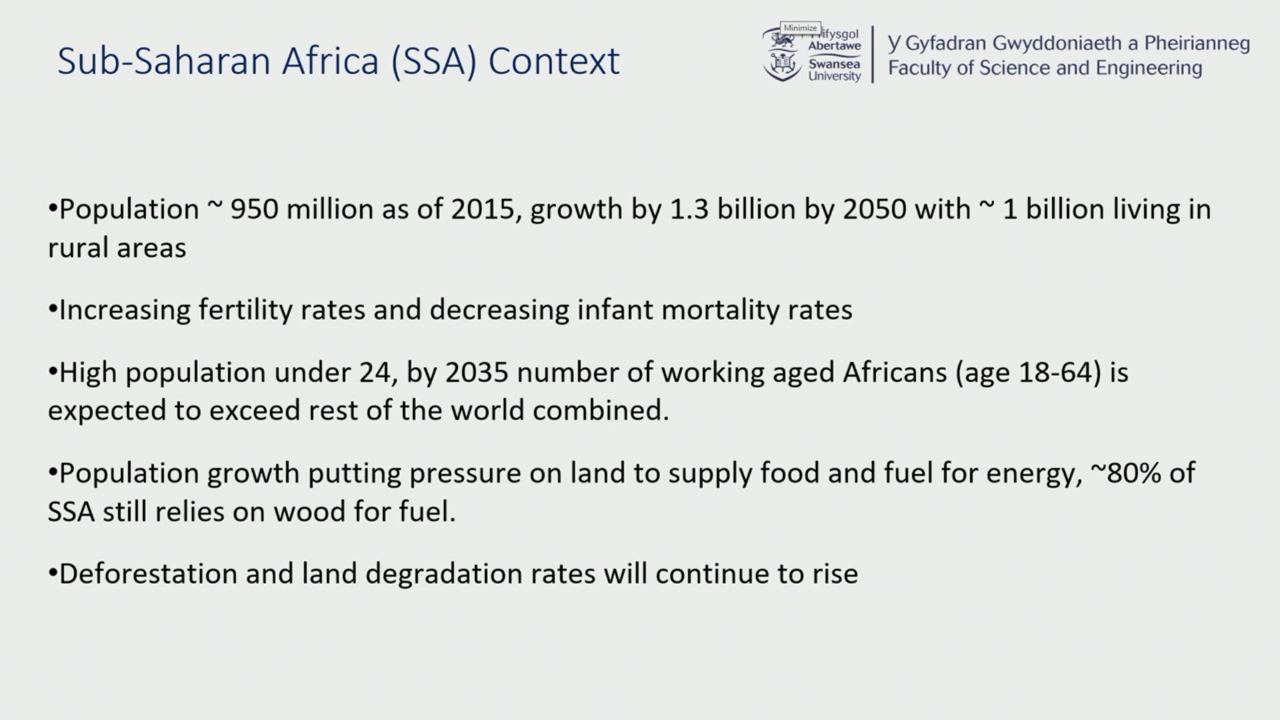 Sub-Saharan Africa (SSA) Context
Minimize
ifysgol
Abertawe
Swansea
University
Y Gyfadran Gwyddoniaeth a Pheirianneg
Faculty of Science and Engineering
•Population ~ 950 million as of 2015, growth by 1.3 billion by 2050 with ~ 1 billion living in
rural areas
•Increasing fertility rates and decreasing infant mortality rates
•High population under 24, by 2035 number of working aged Africans (age 18-64) is
expected to exceed rest of the world combined.
•Population growth putting pressure on land to supply food and fuel for energy, ~80% of
SSA still relies on wood for fuel.
•Deforestation and land degradation rates will continue to rise